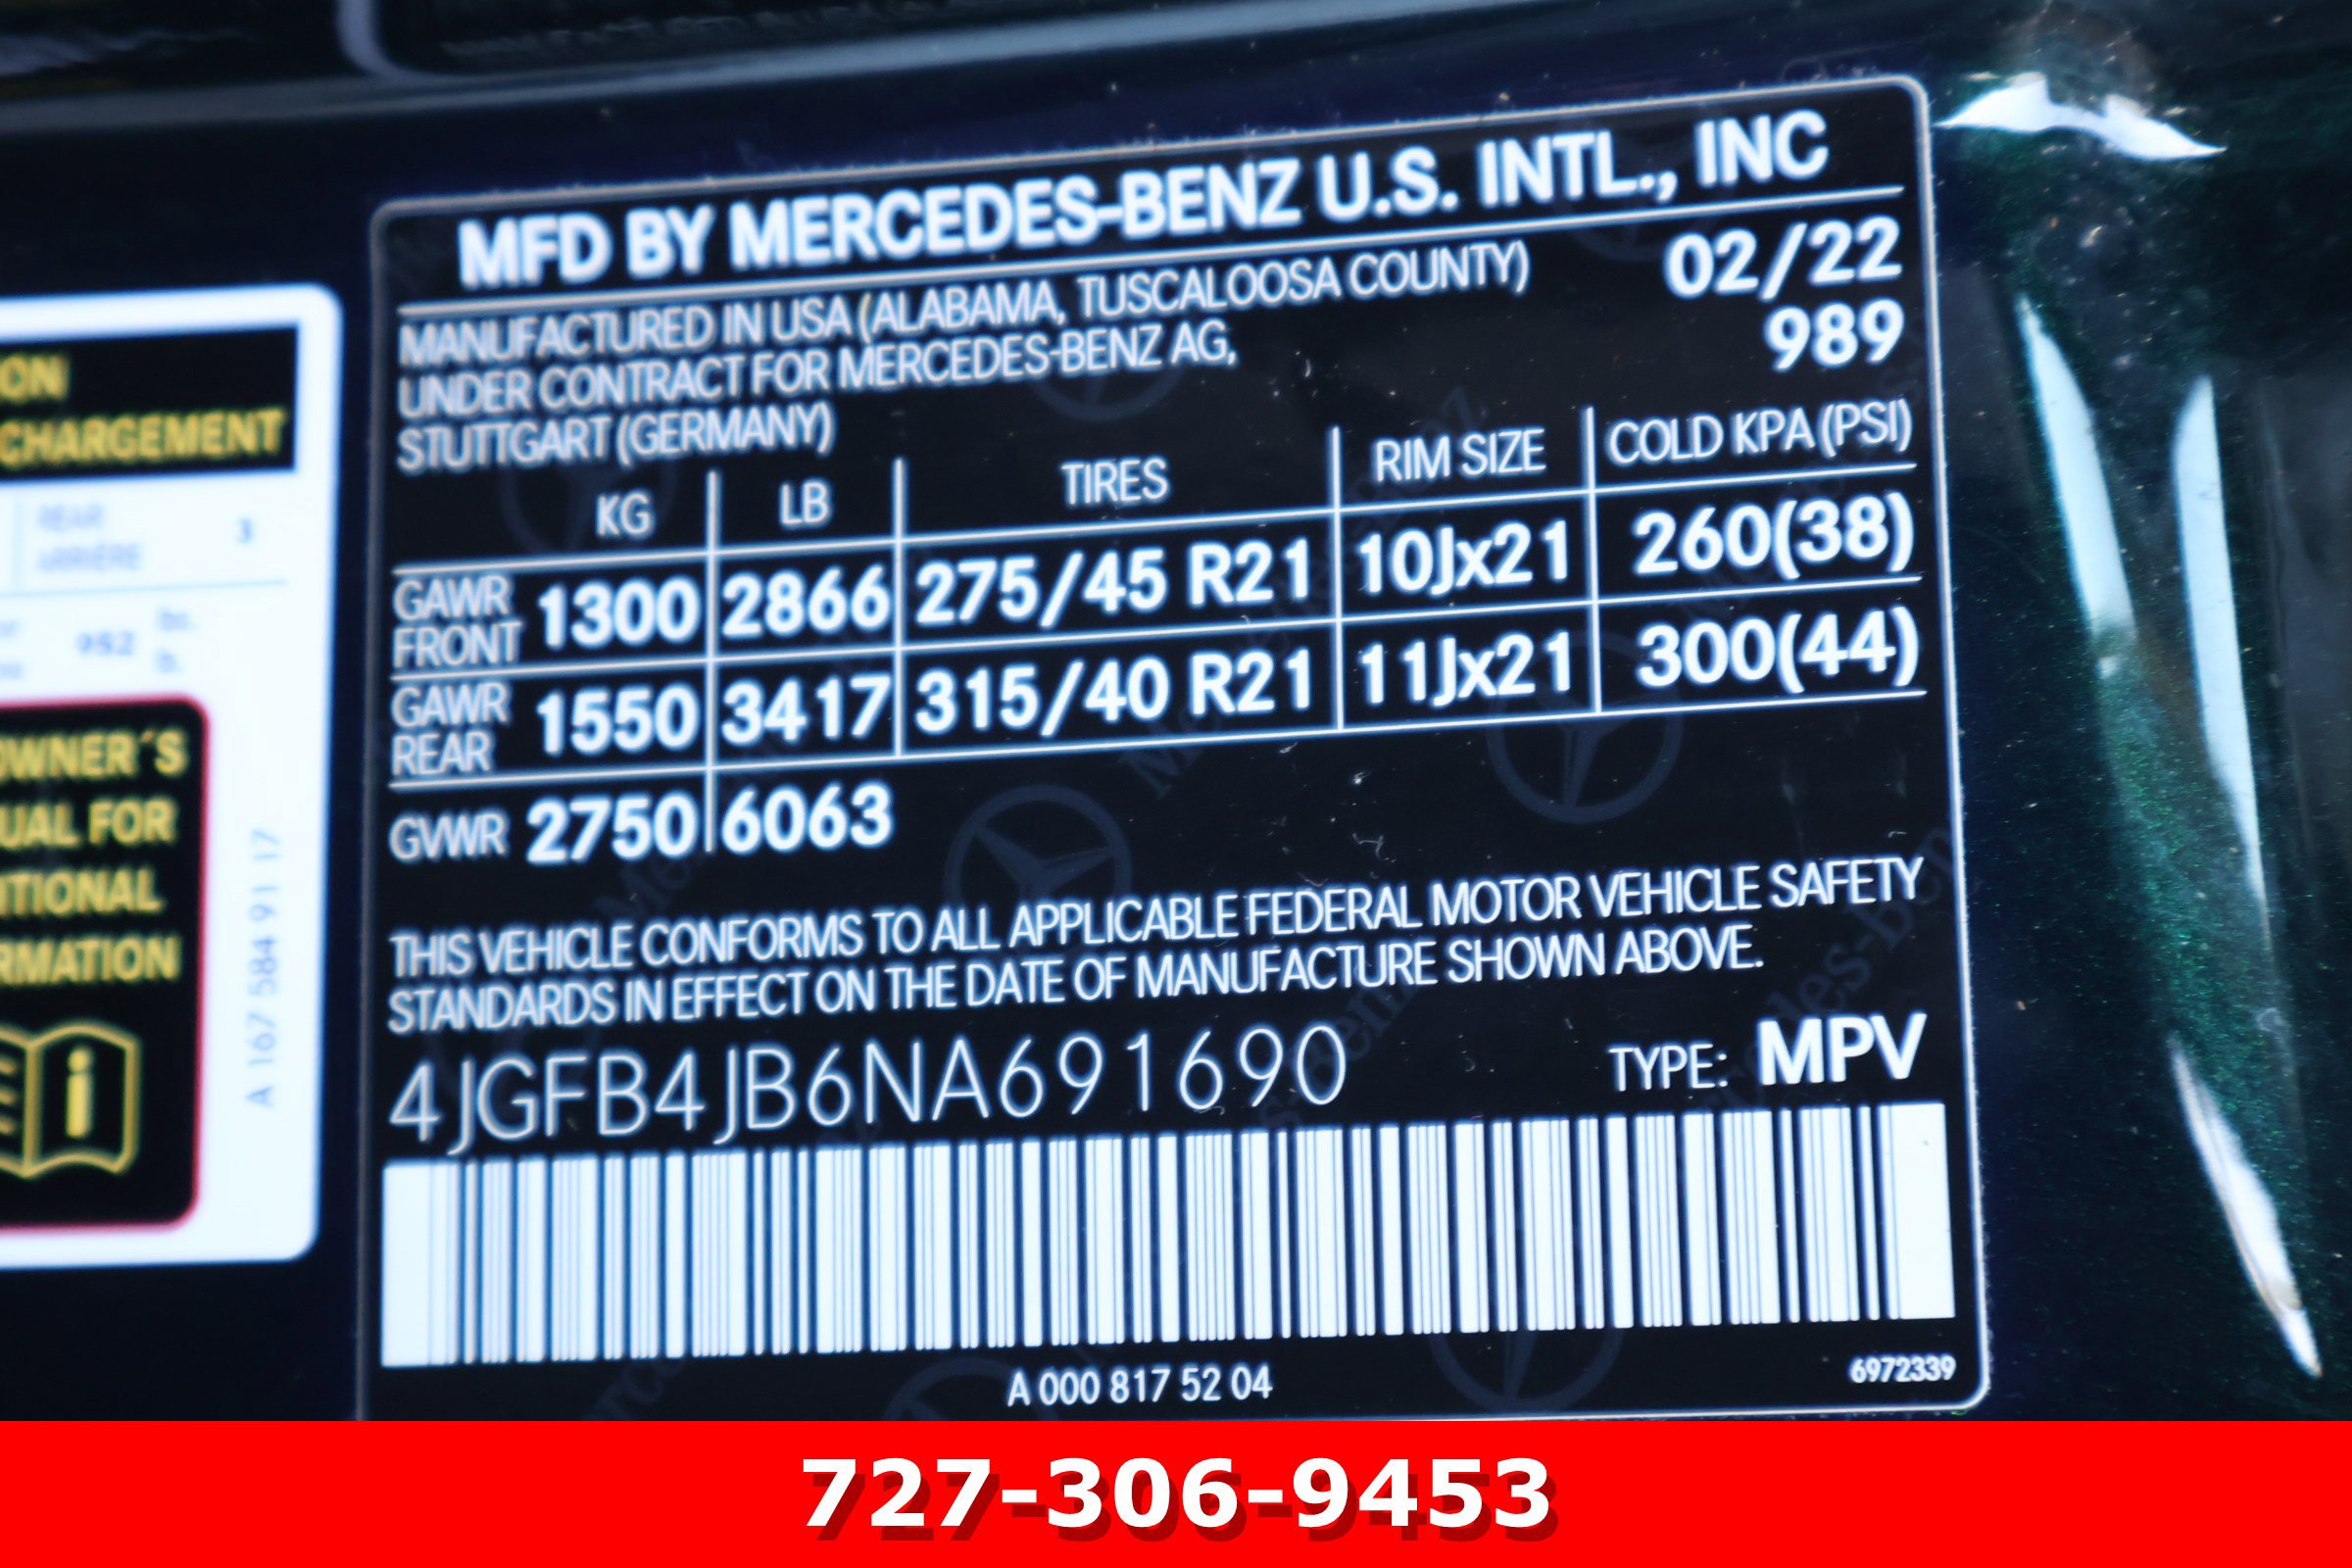 ON
CHARGEMENT
REAR 3
ARRIÈRE
952
OWNER´S
UAL FOR
ITIONAL
RMATION
i
A 167 584 91 17
MFD BY MERCEDES-BENZ U.S. INTL., INC
MANUFACTURED IN USA (ALABAMA, TUSCALOOSA COUNTY) 02/22
UNDER CONTRACT FOR MERCEDES-BENZ AG, 989
STUTTGART (GERMANY)
KG LB TIRES RIM SIZE COLD KPA (PSI)
GAWR FRONT 1300 2866 275/45 R21 10Jx21 260(38)
GAWR REAR 1550 3417 315/40 R21 11Jx21 300(44)
GVWR 2750 6063
THIS VEHICLE CONFORMS TO ALL APPLICABLE FEDERAL MOTOR VEHICLE SAFETY
STANDARDS IN EFFECT ON THE DATE OF MANUFACTURE SHOWN ABOVE.
4JGFB4JB6NA691690 TYPE: MPV
A 000 817 52 04
6972339
727-306-9453